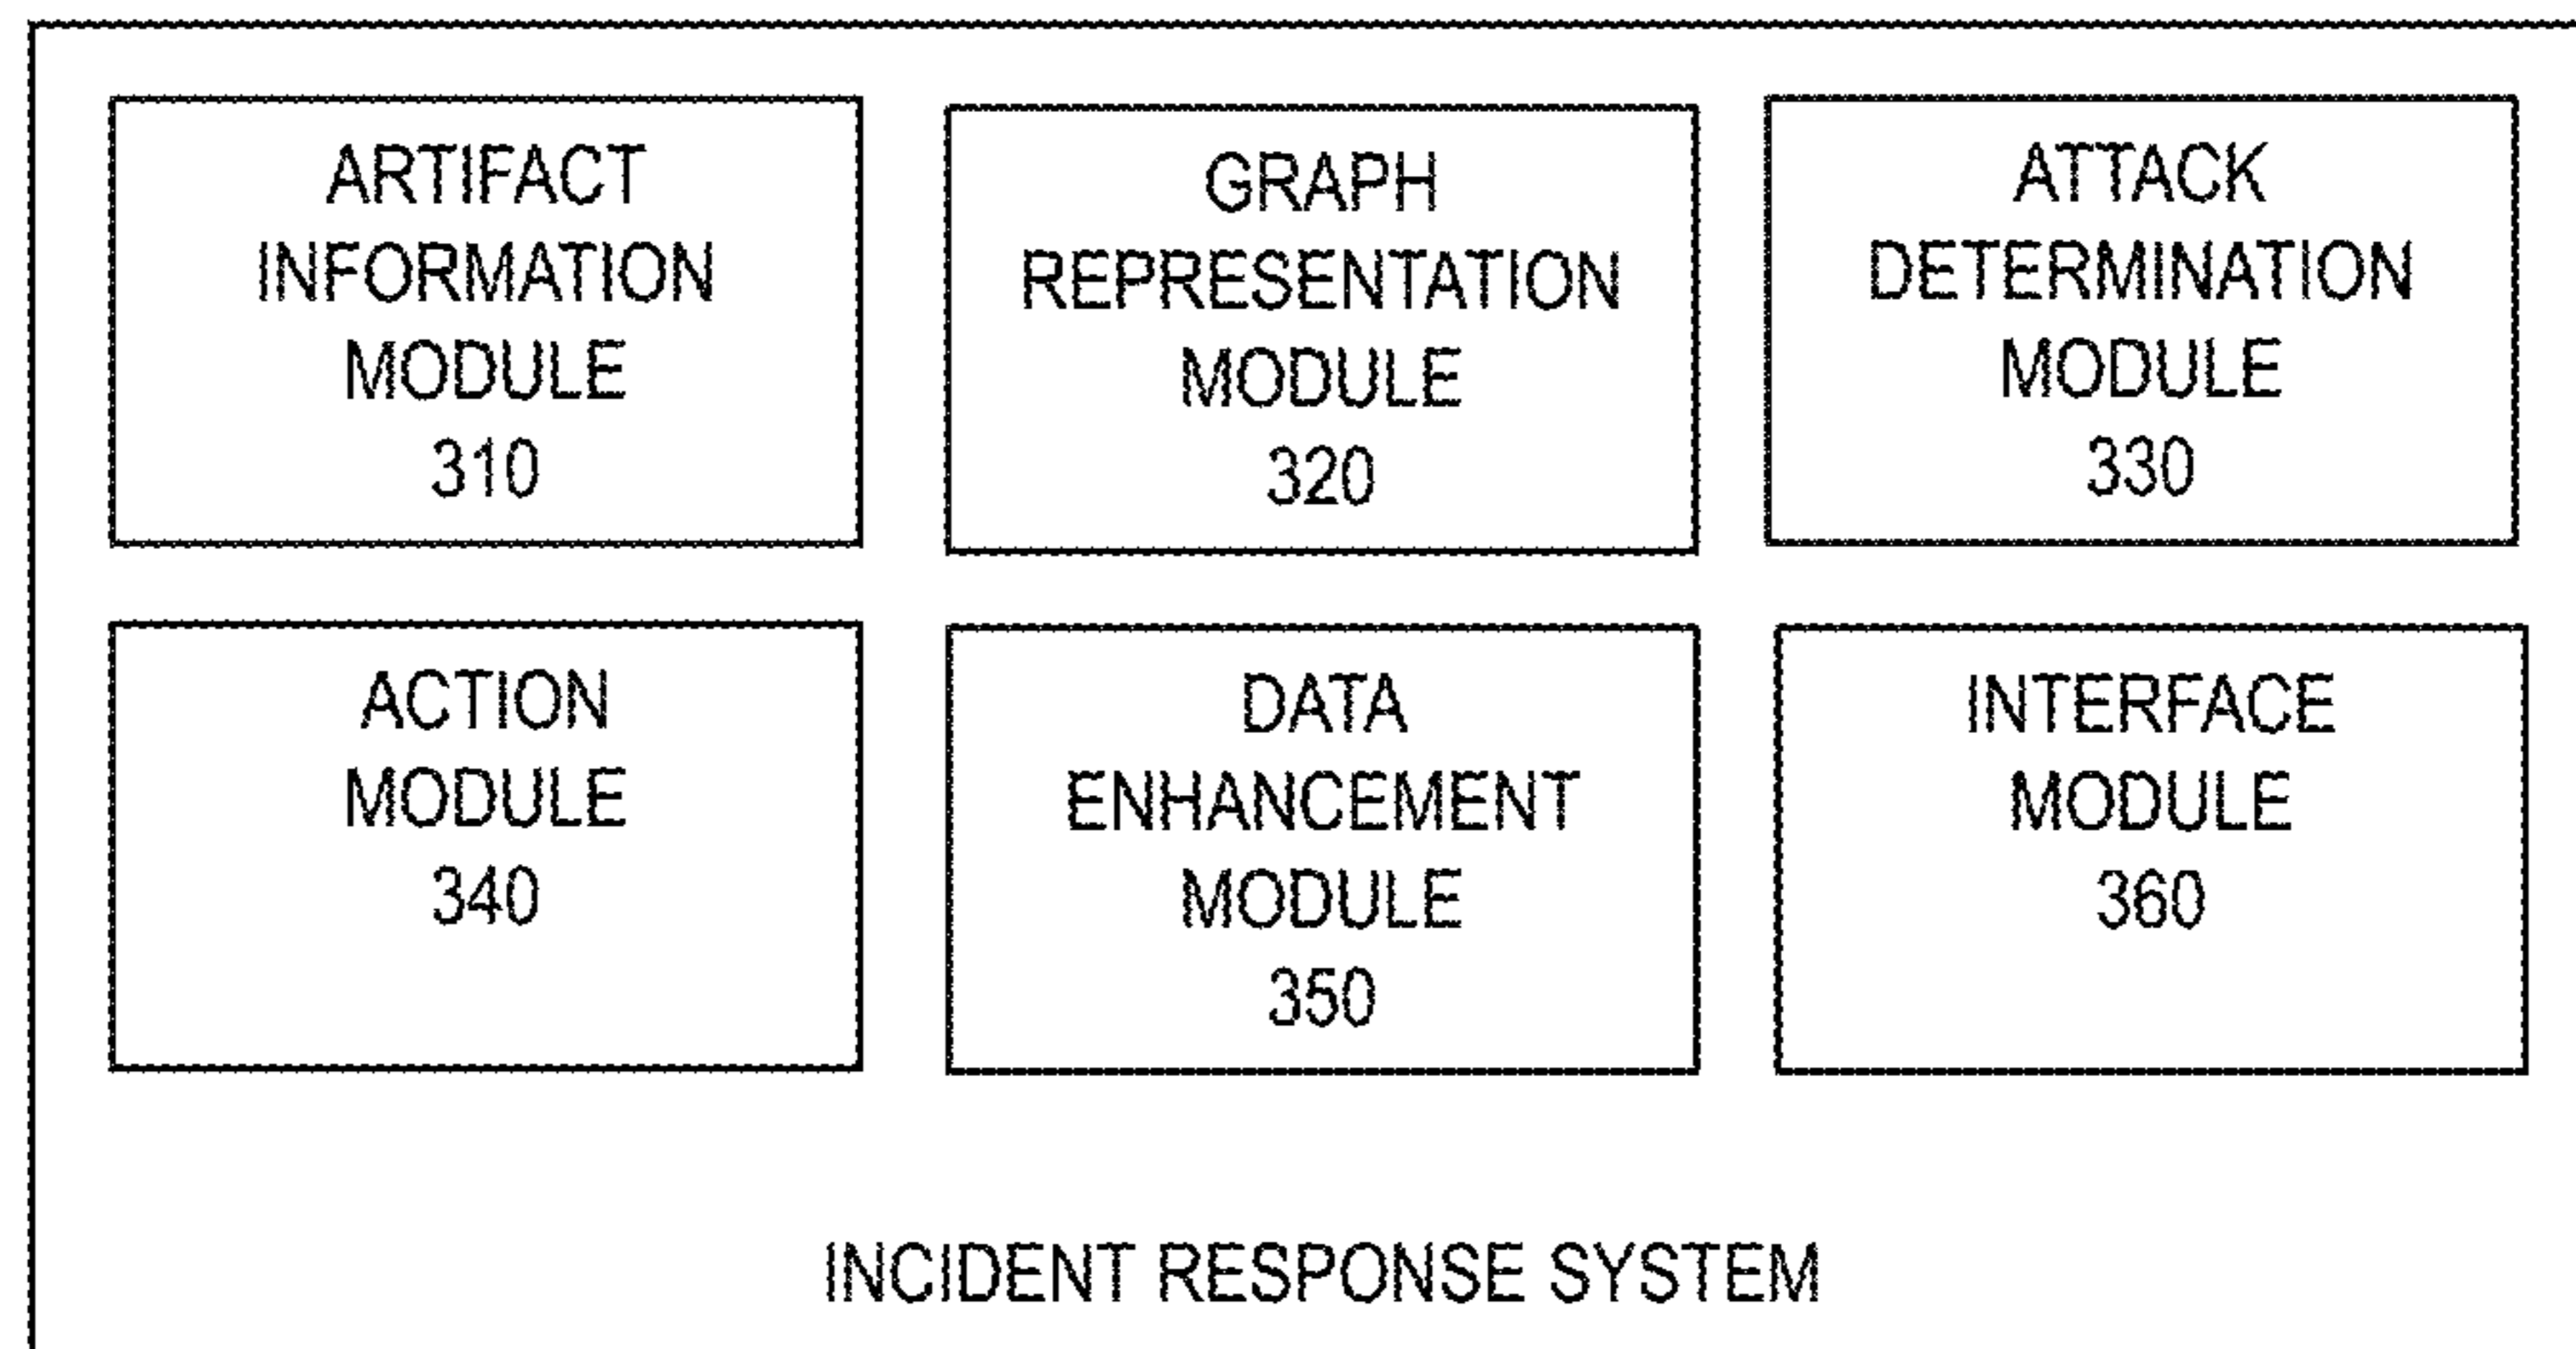 ARTIFACT
INFORMATION
MODULE
310
GRAPH
REPRESENTATION
MODULE
320
ATTACK
DETERMINATION
MODULE
330
ACTION
MODULE
340
DATA
ENHANCEMENT
MODULE
350
INTERFACE
MODULE
360
INCIDENT RESPONSE SYSTEM